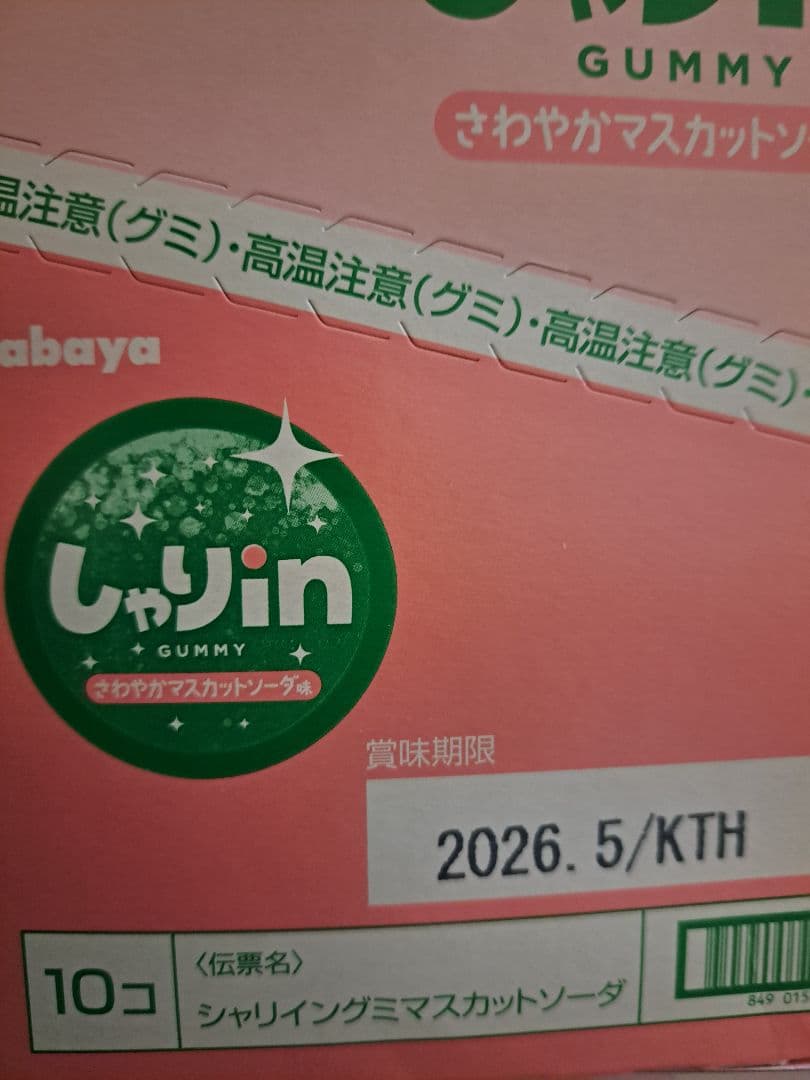 GUMMY
さわやかマスカットソ
温注意(グミ)・高温注意(グミ)・高温注意(グミ)・
abaya
しゃりin
GUMMY
さわやかマスカットソーダ味
賞味期限
2026. 5/KTH
10コ
〈伝票名〉
シャリイングミマスカットソーダ
849 015